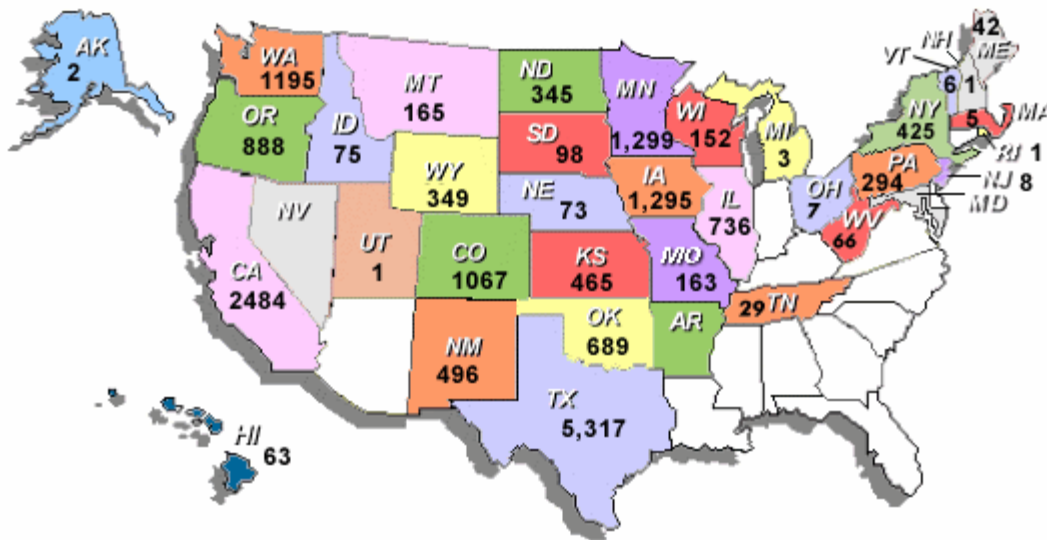 AK
2
WA
1195
OR
888
CA
2484
NV
ID
75
MT
165
WY
349
UT
1
CO
1067
NM
496
ND
345
SD
98
NE
73
KS
465
OK
689
TX
5,317
MN
1,299
IA
1,295
MO
163
AR
WI
152
IL
736
MI
3
OH
7
WV
66
29 TN
PA
294
NY
425
VT
6
NH
1
42
ME
MA
5
RI 1
NJ 8
MD
HI
63